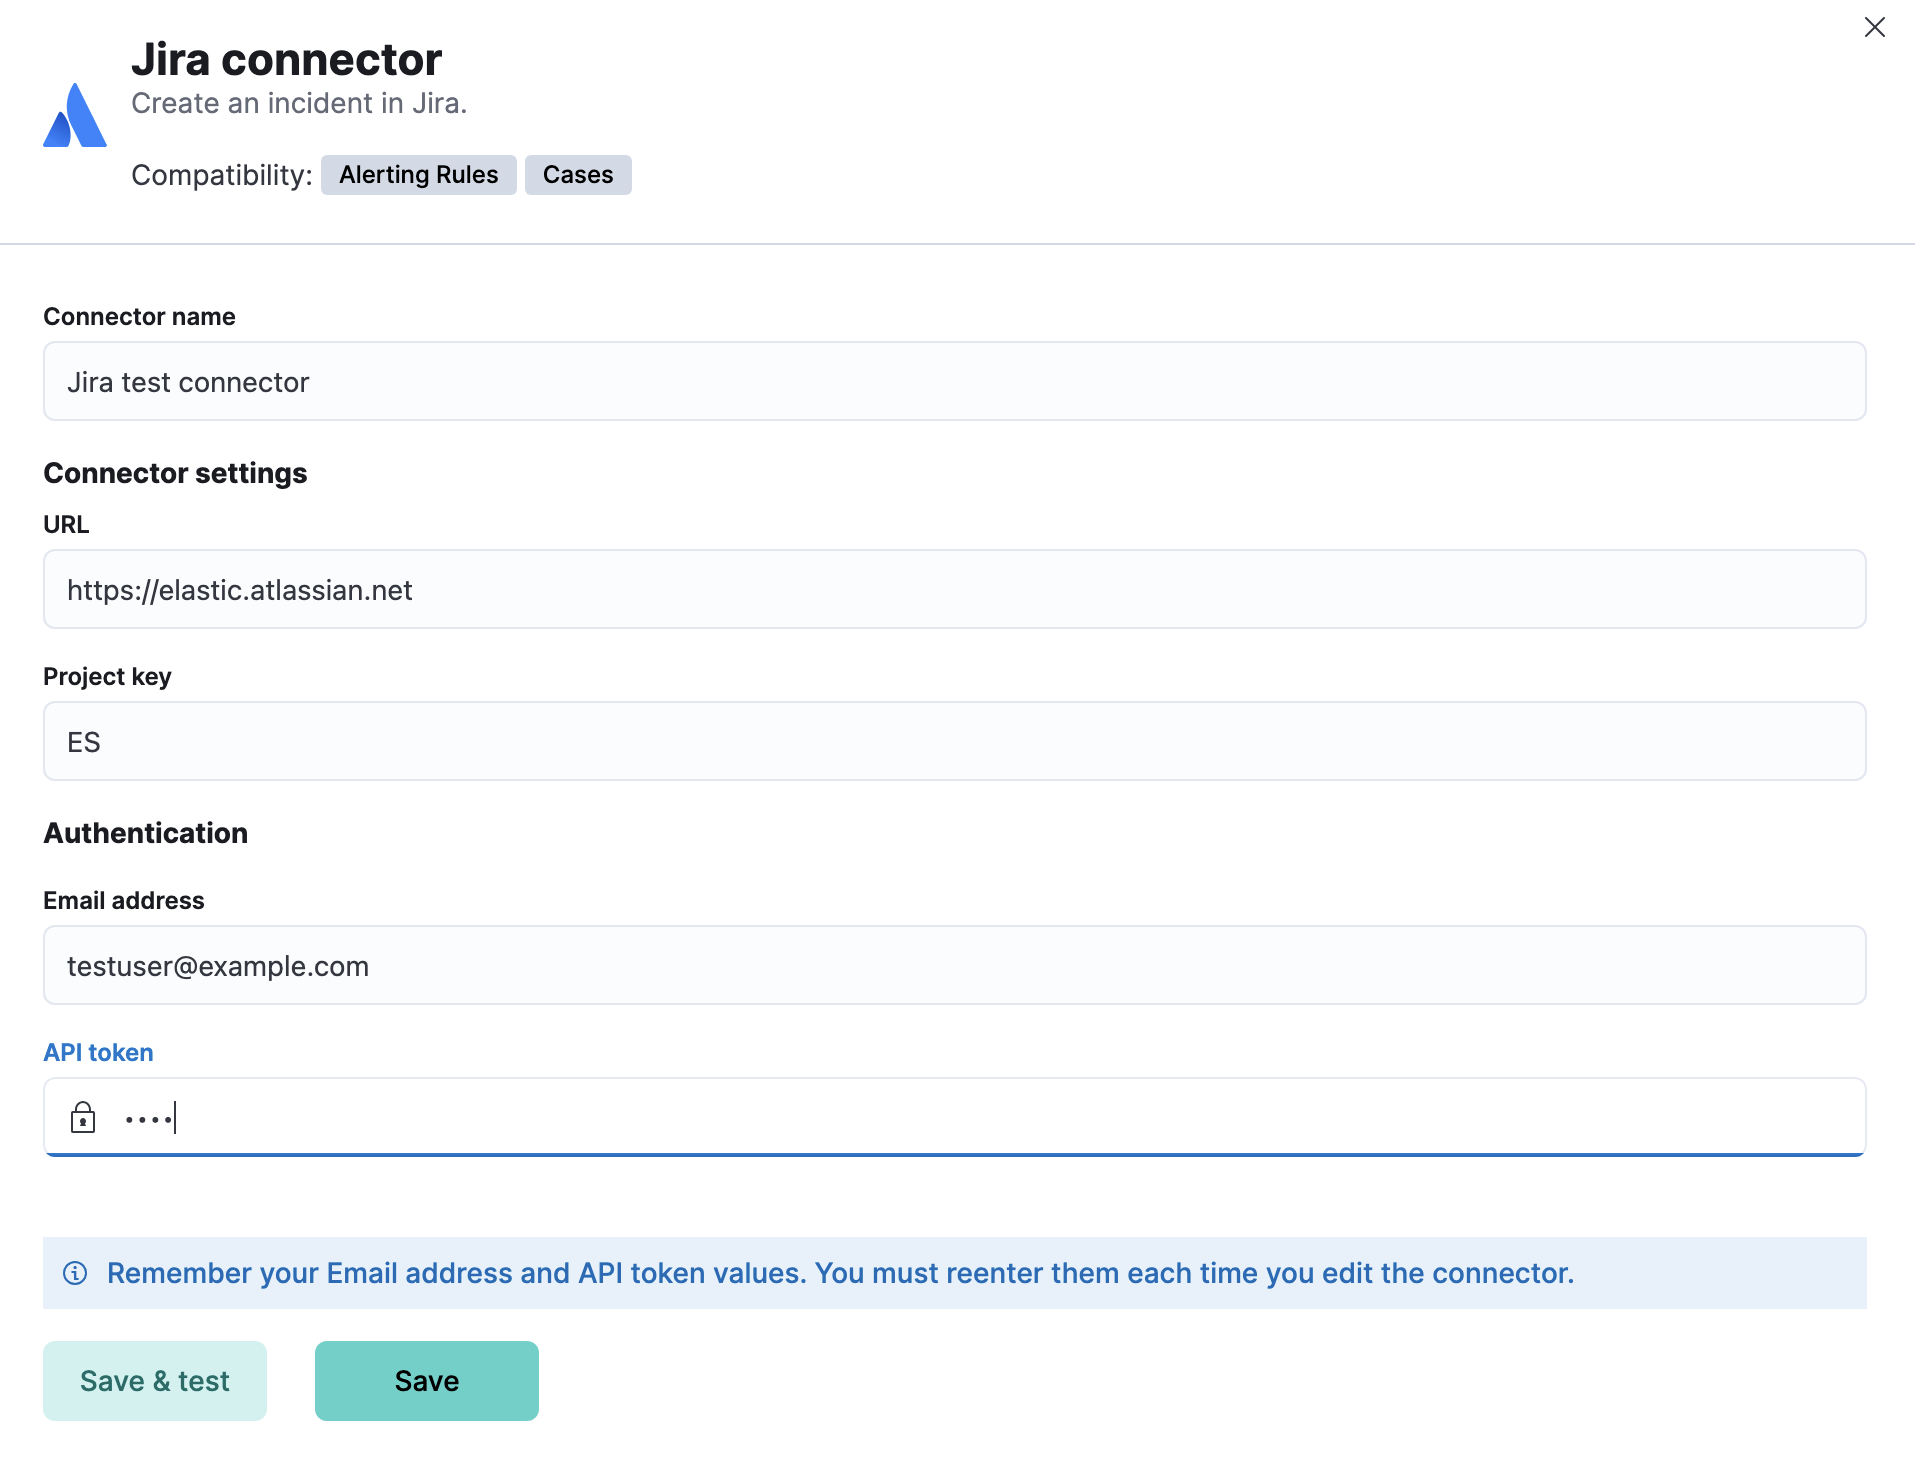 Jira connector
Create an incident in Jira.
Compatibility: Alerting Rules Cases
Connector name
Jira test connector
Connector settings
URL
https://elastic.atlassian.net
Project key
ES
Authentication
Email address
testuser@example.com
API token
••••
Remember your Email address and API token values. You must reenter them each time you edit the connector.
Save & test Save